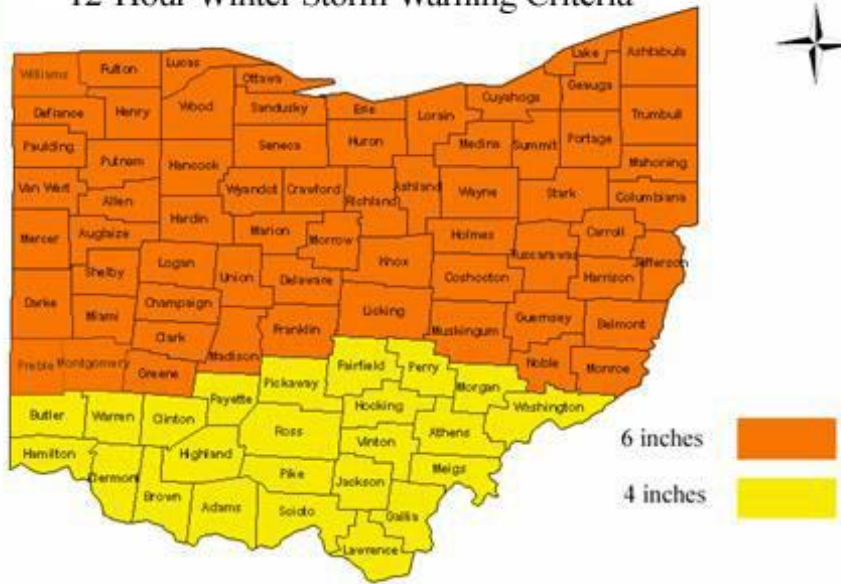 12 Hour Winter Storm Warning Criteria
Williams Fulton Lucas Ottawa Lake Ashtabula
Geauga Cuyahoga
Defiance Henry Wood Sandusky Erie Lorain Trumbull
Paulding Putnam Hancock Seneca Huron Medina Summit Portage Mahoning
Van Wert Allen Wyandot Crawford Richland Ashland Wayne Stark Columbiana
Mercer Auglaize Hardin Marion Morrow Holmes Tuscarawas Carroll Jefferson
Shelby Logan Union Delaware Knox Coshocton Harrison
Darke Miami Champaign Licking Guernsey Belmont
Clark Franklin Muskingum
Preble Montgomery Greene Madison Fairfield Perry Noble Monroe
Pickaway Morgan
Butler Warren Clinton Fayette Hocking Washington
Ross Athens
Hamilton Highland Vinton
Clermont Pike Meigs
Brown Adams Scioto Jackson Gallia
Lawrence
6 inches
4 inches